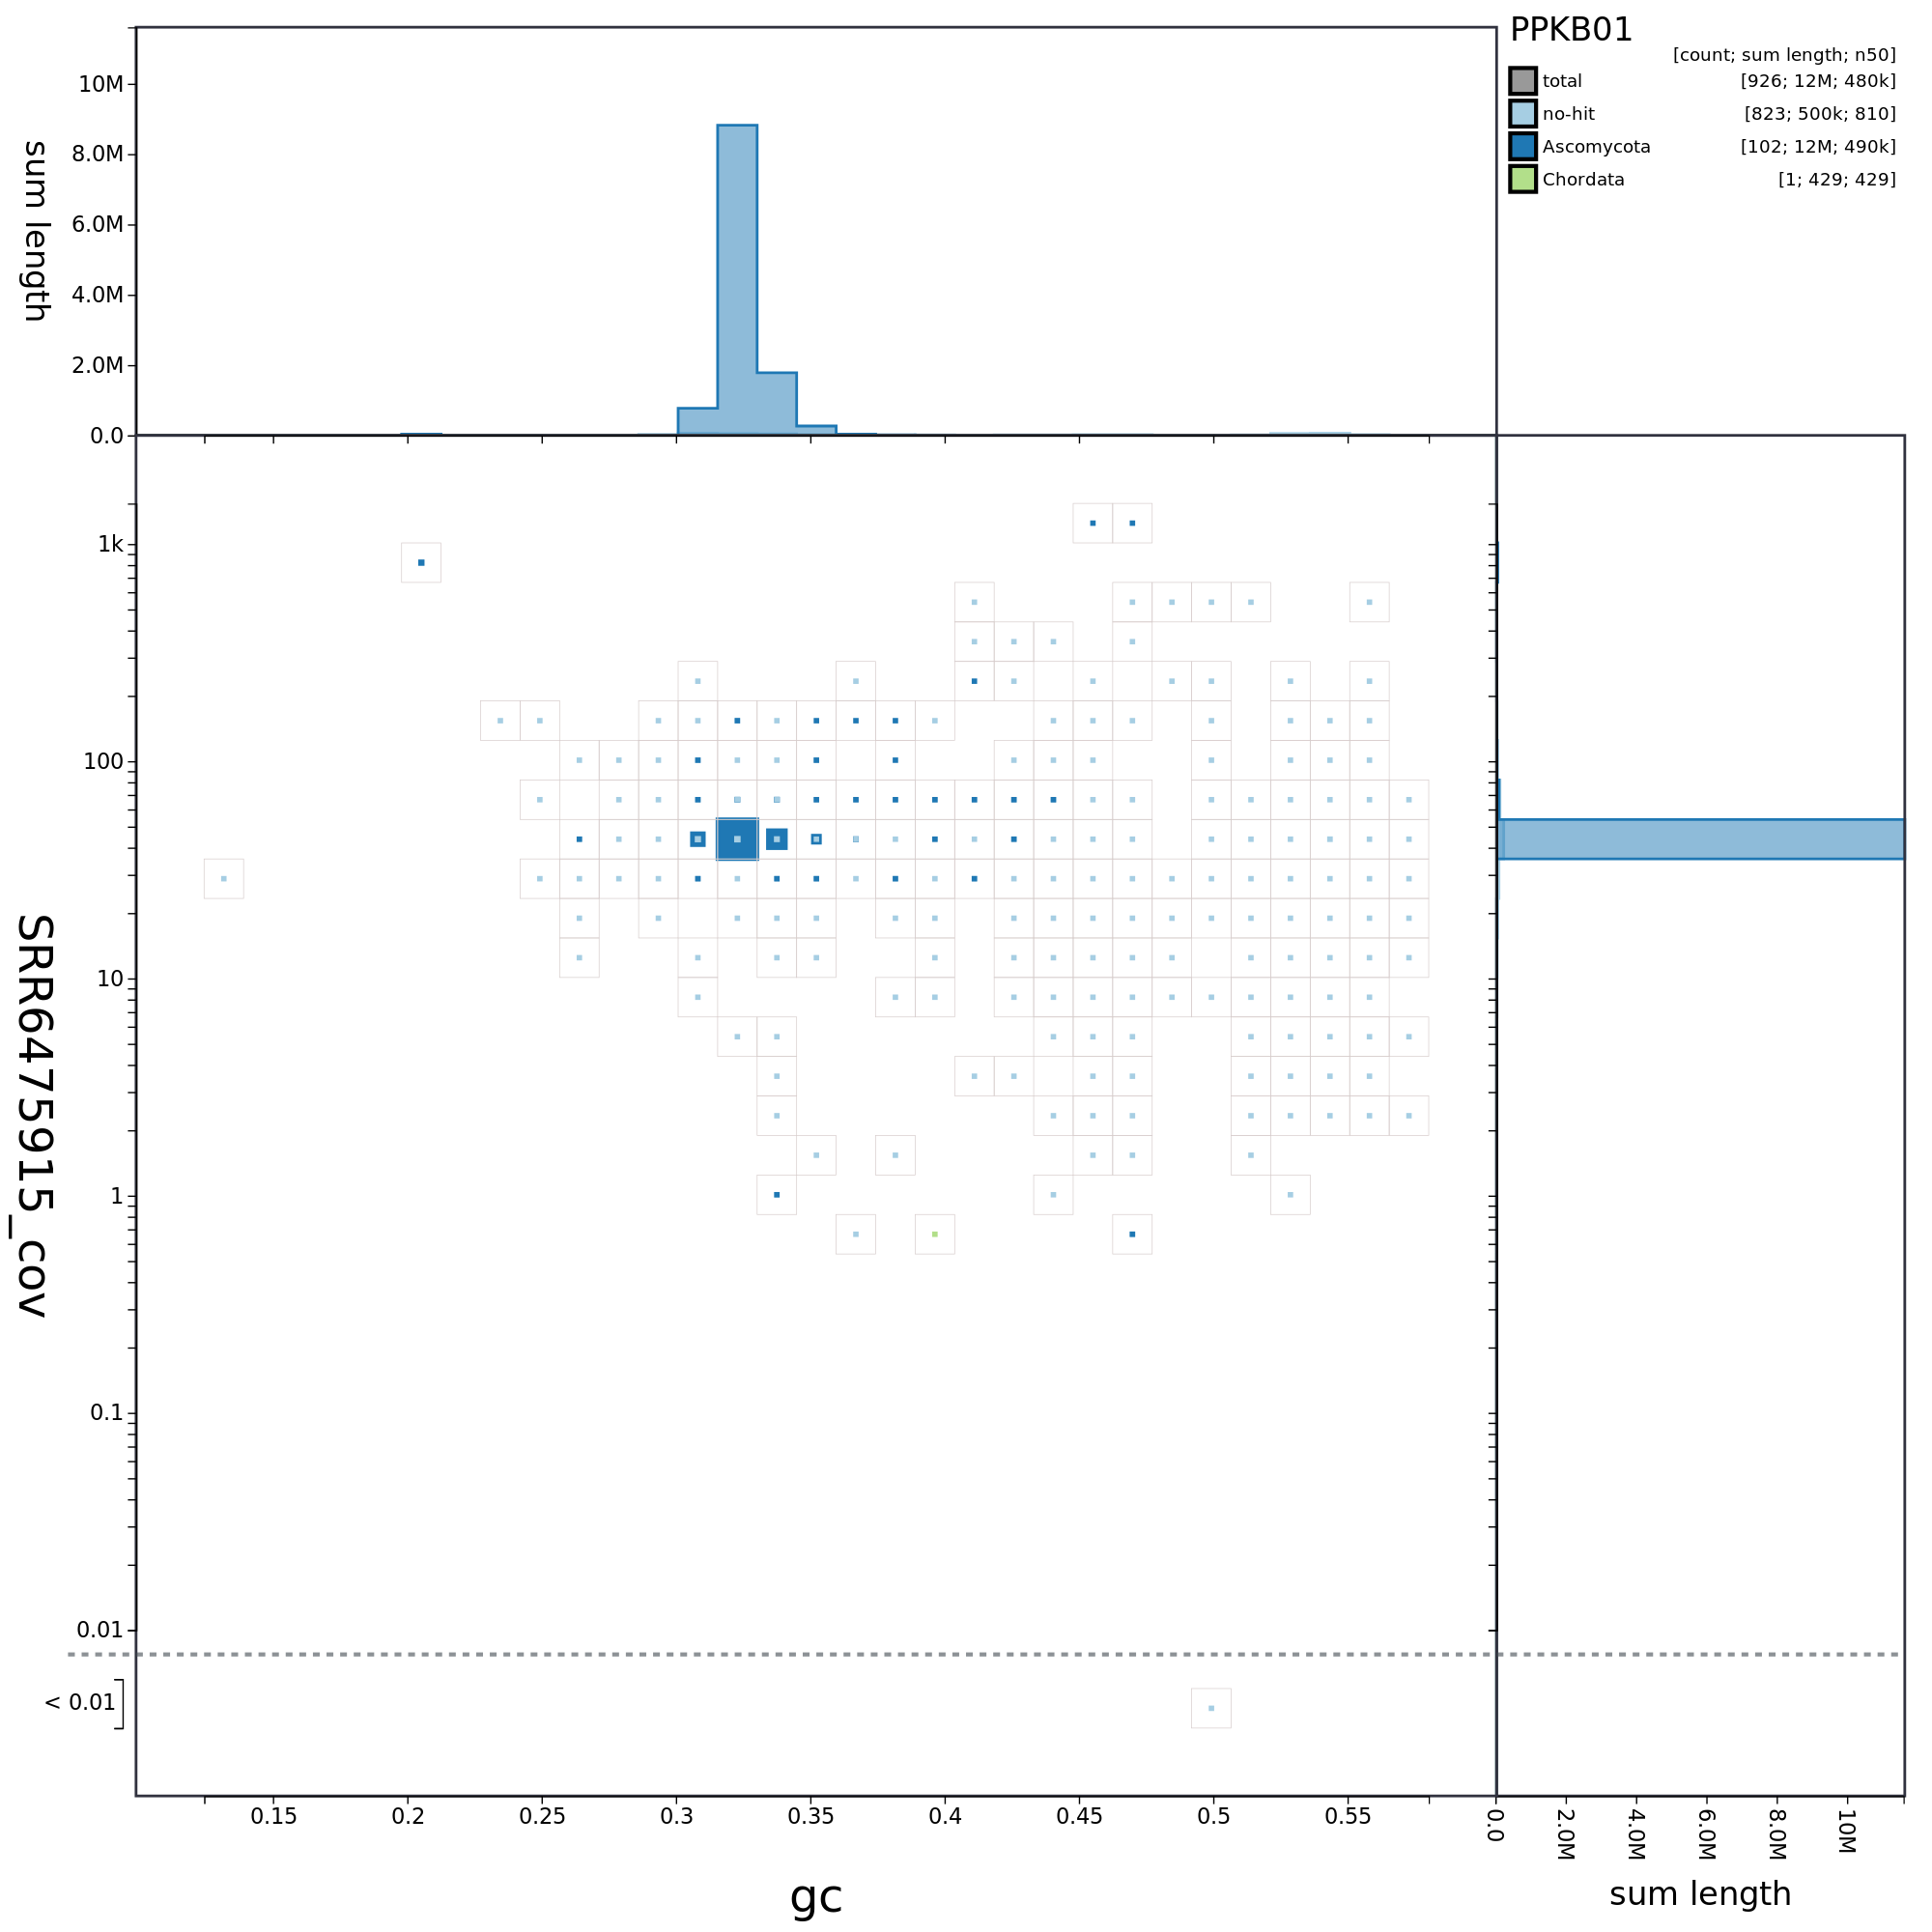 PPKB01
[count; sum length; n50]
total [926; 12M; 480k]
no-hit [823; 500k; 810]
Ascomycota [102; 12M; 490k]
Chordata [1; 429; 429]
sum length
10M
8.0M
6.0M
4.0M
2.0M
0.0
SRR6475915_cov
1k
100
10
1
0.1
0.01
< 0.01
0.15 0.2 0.25 0.3 0.35 0.4 0.45 0.5 0.55
gc
0.0 2.0M 4.0M 6.0M 8.0M 10M
sum length